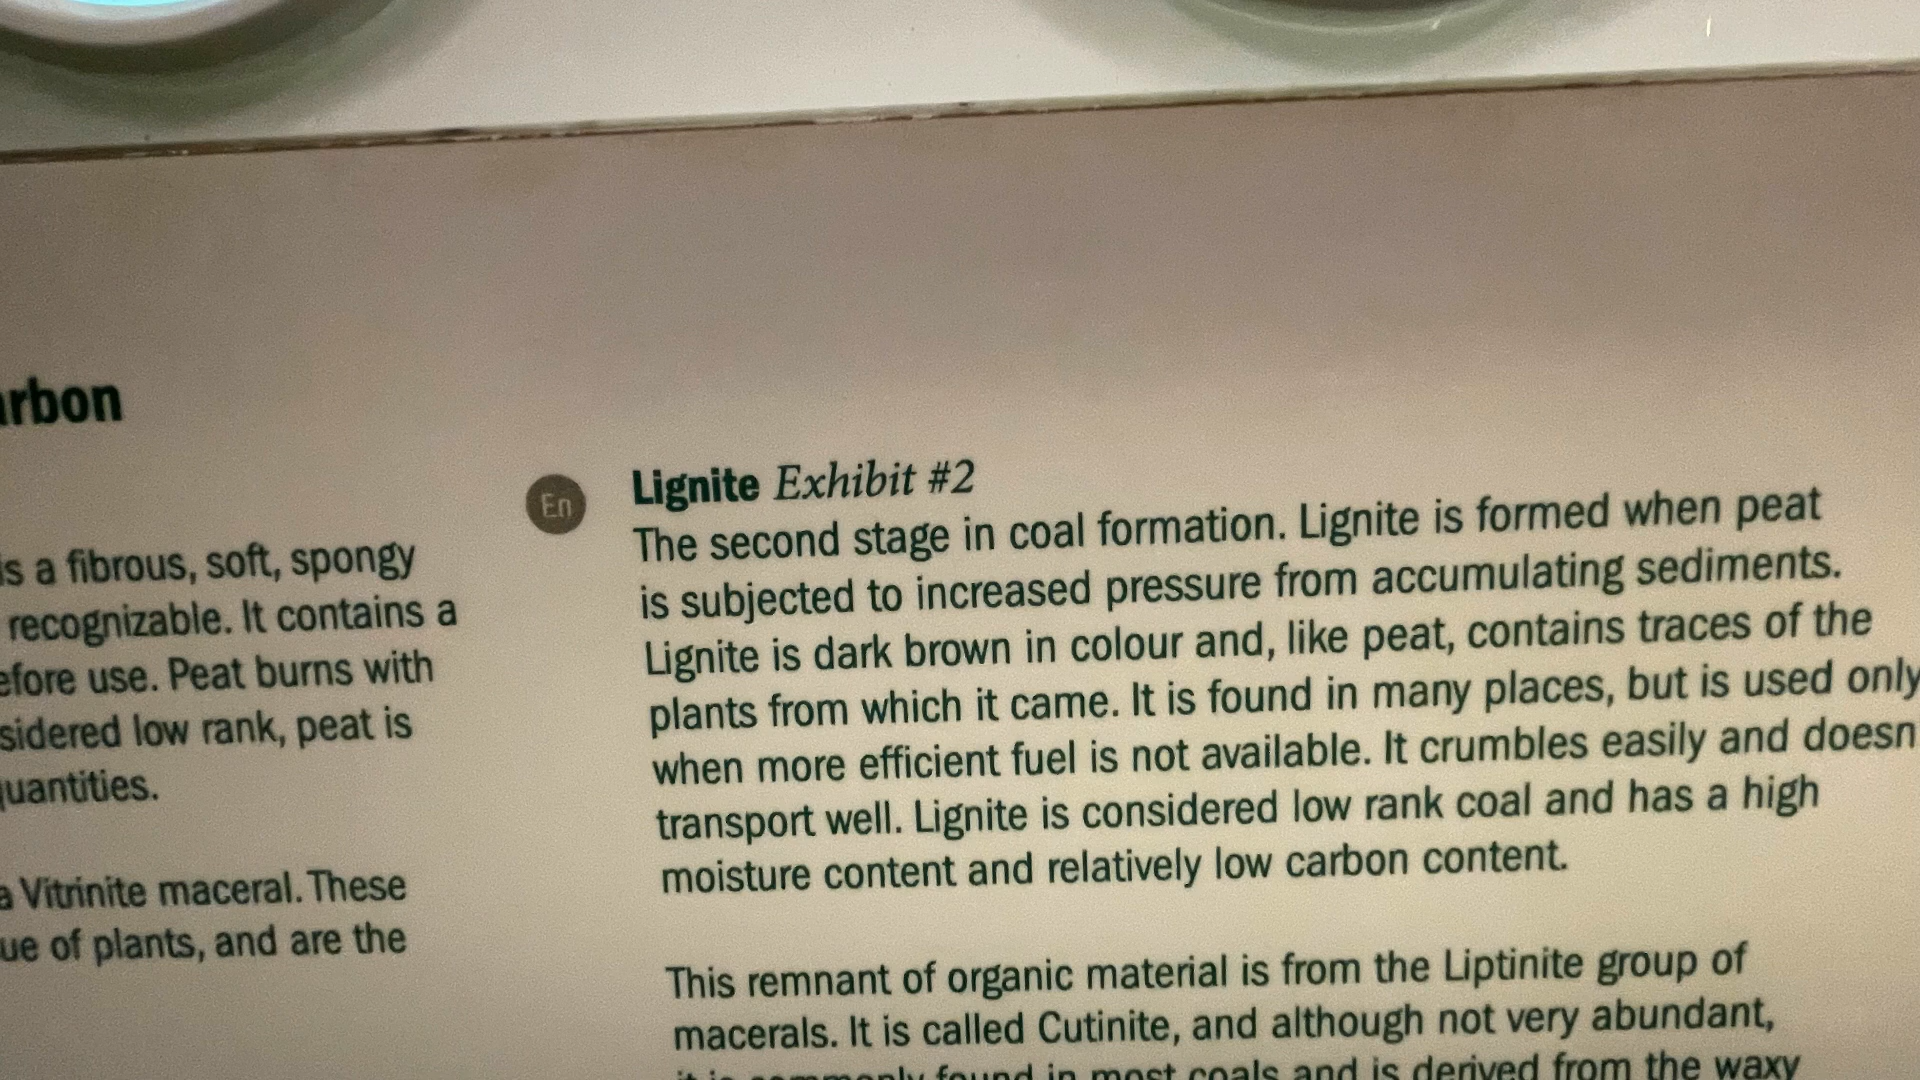 arbon
is a fibrous, soft, spongy
recognizable. It contains a
efore use. Peat burns with
sidered low rank, peat is
quantities.
a Vitrinite maceral. These
ue of plants, and are the
En
Lignite Exhibit #2
The second stage in coal formation. Lignite is formed when peat
is subjected to increased pressure from accumulating sediments.
Lignite is dark brown in colour and, like peat, contains traces of the
plants from which it came. It is found in many places, but is used only
when more efficient fuel is not available. It crumbles easily and doesn
transport well. Lignite is considered low rank coal and has a high
moisture content and relatively low carbon content.
This remnant of organic material is from the Liptinite group of
macerals. It is called Cutinite, and although not very abundant,
it is commonly found in most coals and is derived from the waxy